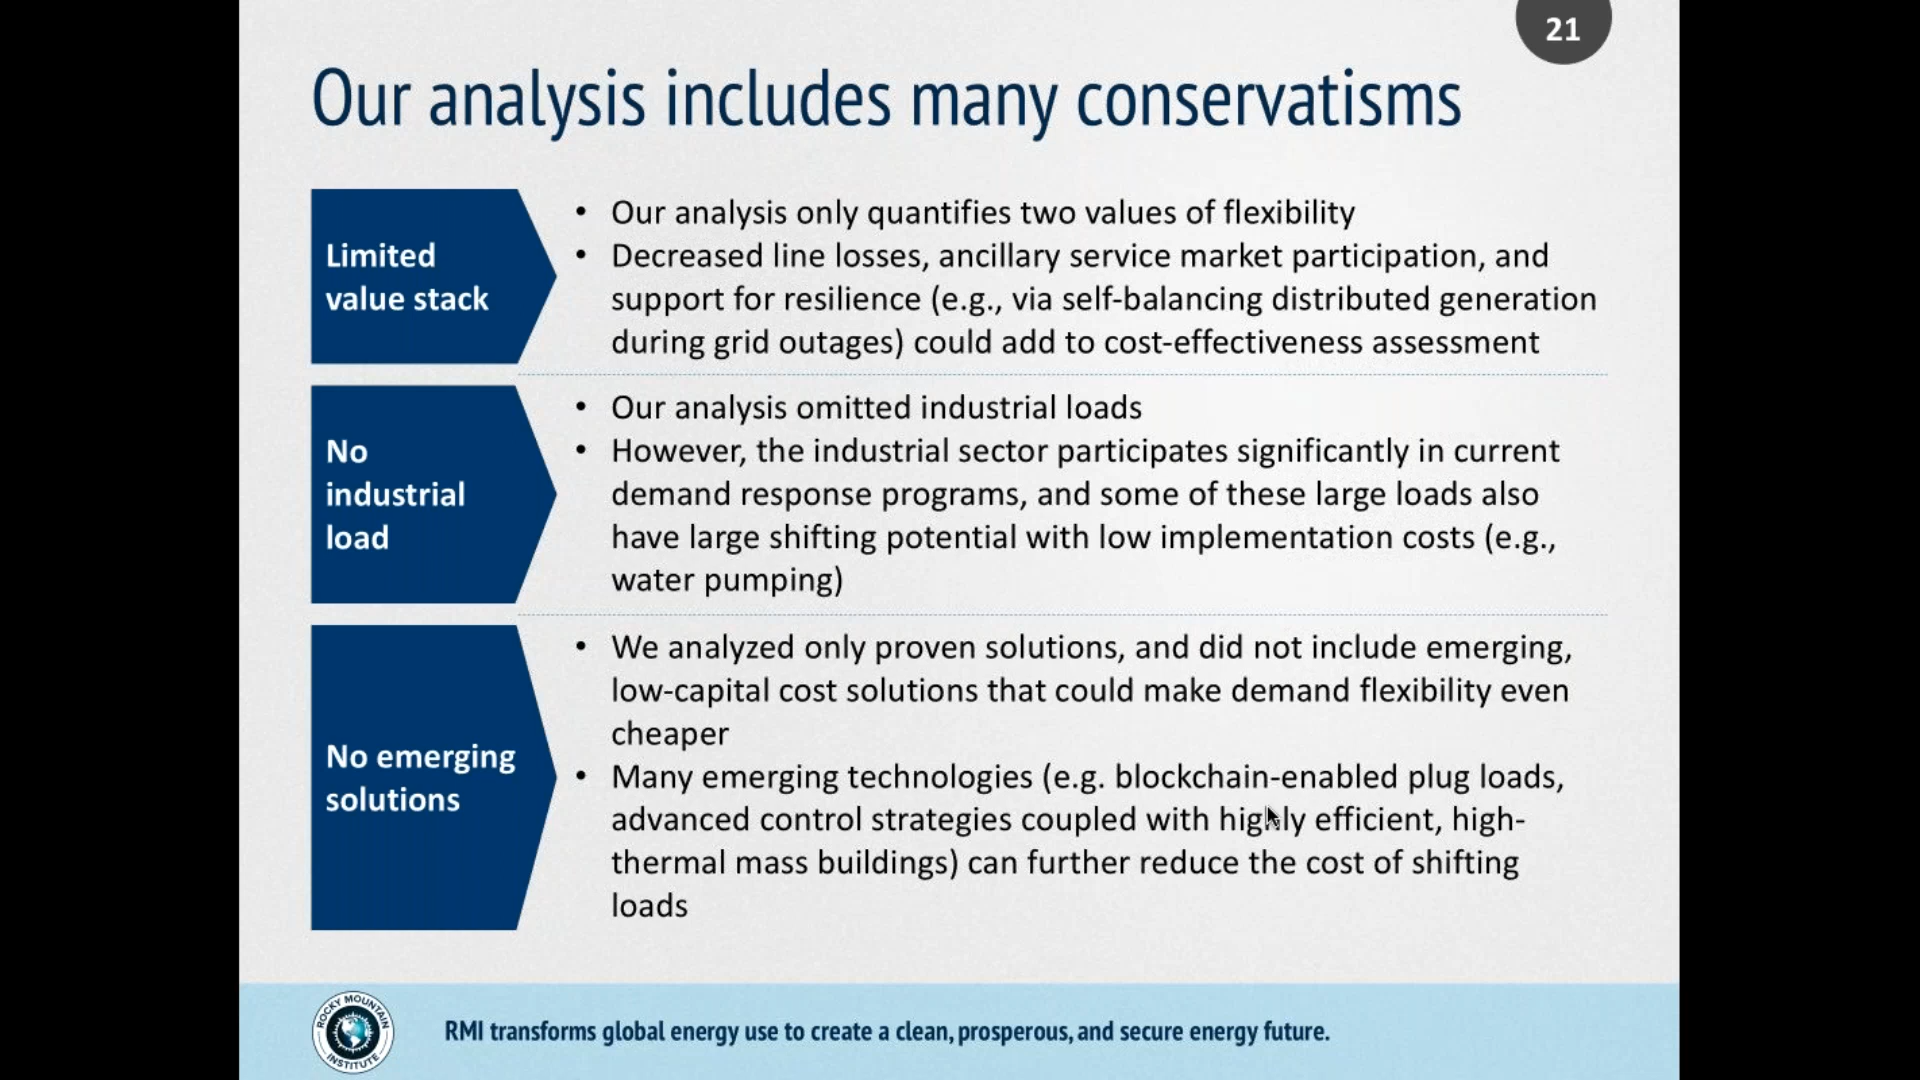 21
Our analysis includes many conservatisms
Limited
value stack
• Our analysis only quantifies two values of flexibility
• Decreased line losses, ancillary service market participation, and
support for resilience (e.g., via self-balancing distributed generation
during grid outages) could add to cost-effectiveness assessment
No
industrial
load
• Our analysis omitted industrial loads
• However, the industrial sector participates significantly in current
demand response programs, and some of these large loads also
have large shifting potential with low implementation costs (e.g.,
water pumping)
No emerging
solutions
• We analyzed only proven solutions, and did not include emerging,
low-capital cost solutions that could make demand flexibility even
cheaper
• Many emerging technologies (e.g. blockchain-enabled plug loads,
advanced control strategies coupled with highly efficient, high-
thermal mass buildings) can further reduce the cost of shifting
loads
ROCKY MOUNTAIN
INSTITUTE
RMI transforms global energy use to create a clean, prosperous, and secure energy future.